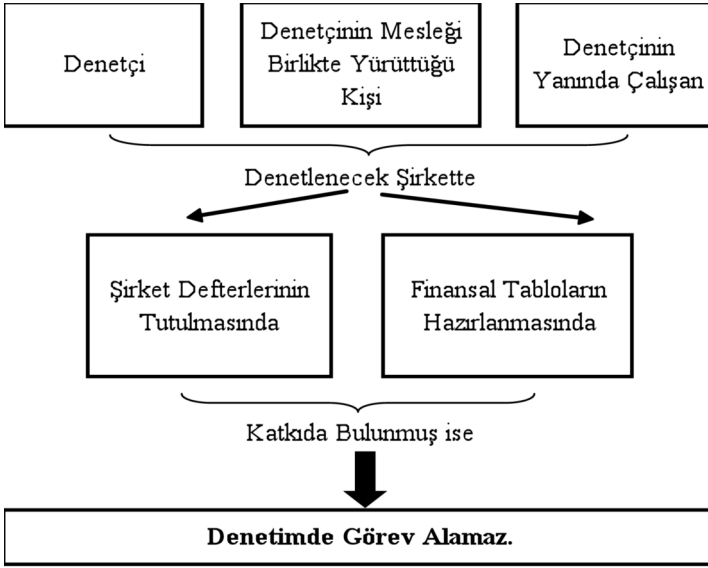 Denetçi
Denetçinin Mesleği
Birlikte Yürüttüğü
Kişi
Denetçinin
Yanında Çalışan
Denetlenecek Şirkette
Şirket Defterlerinin
Tutulmasında
Finansal Tabloların
Hazırlanmasında
Katkıda Bulunmuş ise
Denetimde Görev Alamaz.